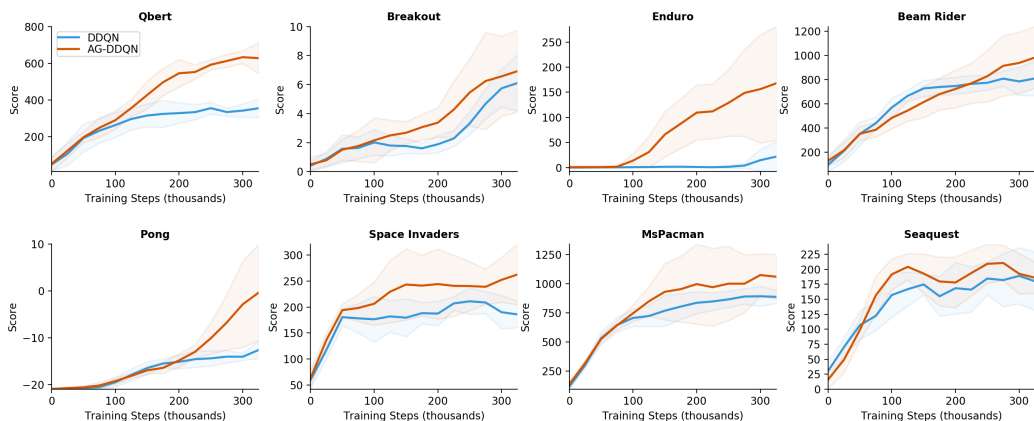 Qbert
Breakout
Enduro
Beam Rider
800
600
400
200
10
8
6
4
2
0
250
200
150
100
50
0
1200
1000
800
600
400
200
DDQN
AG-DDQN
Score
Score
Score
Score
0 100 200 300
0 100 200 300
0 100 200 300
0 100 200 300
Training Steps (thousands)
Training Steps (thousands)
Training Steps (thousands)
Training Steps (thousands)
Pong
Space Invaders
MsPacman
Seaquest
10
0
−10
−20
300
250
200
150
100
50
1250
1000
750
500
250
225
200
175
150
125
100
75
50
25
0
Score
Score
Score
Score
0 100 200 300
0 100 200 300
0 100 200 300
0 100 200 300
Training Steps (thousands)
Training Steps (thousands)
Training Steps (thousands)
Training Steps (thousands)